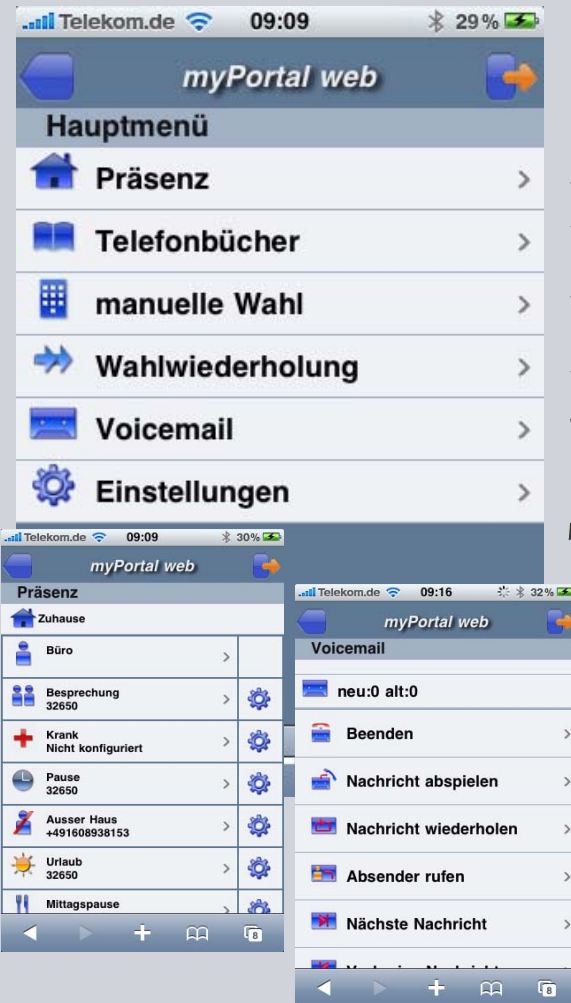 Telekom.de 09:09 29 %
myPortal web
Hauptmenü
Präsenz
Telefonbücher
manuelle Wahl
Wahlwiederholung
Voicemail
Einstellungen
Telekom.de 09:09 30%
myPortal web
Präsenz
Zuhause
Büro
Besprechung
32650
Krank
Nicht konfiguriert
Pause
32650
Ausser Haus
+491608938153
Urlaub
32650
Mittagspause
8
Telekom.de 09:16 32%
myPortal web
Voicemail
neu:0 alt:0
Beenden
Nachricht abspielen
Nachricht wiederholen
Absender rufen
Nächste Nachricht
8